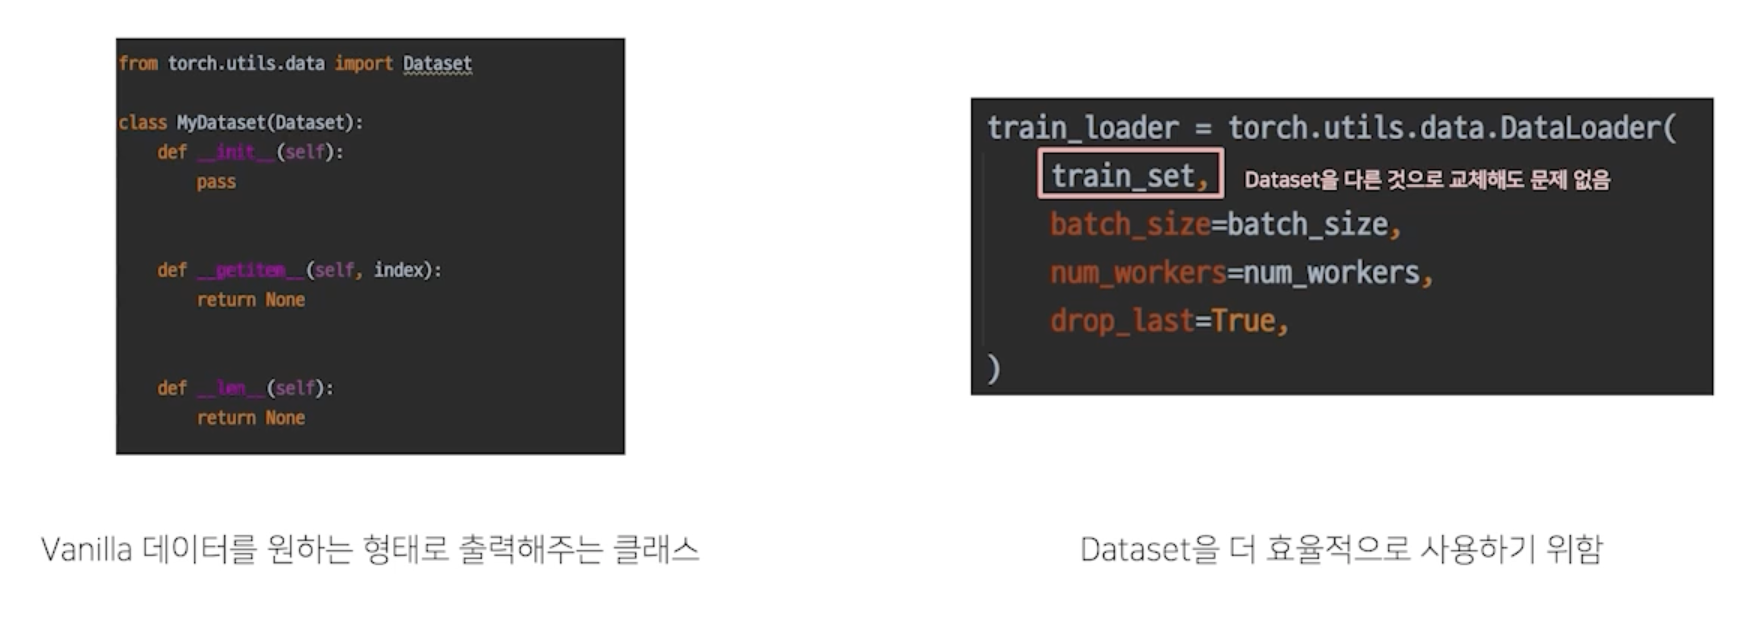 from torch.utils.data import Dataset
class MyDataset(Dataset):
def __init__(self):
pass
def __getitem__(self, index):
return None
def __len__(self):
return None
Vanilla 데이터를 원하는 형태로 출력해주는 클래스
train_loader = torch.utils.data.DataLoader(
train_set, Dataset을 다른 것으로 교체해도 문제 없음
batch_size=batch_size,
num_workers=num_workers,
drop_last=True,
)
Dataset을 더 효율적으로 사용하기 위함